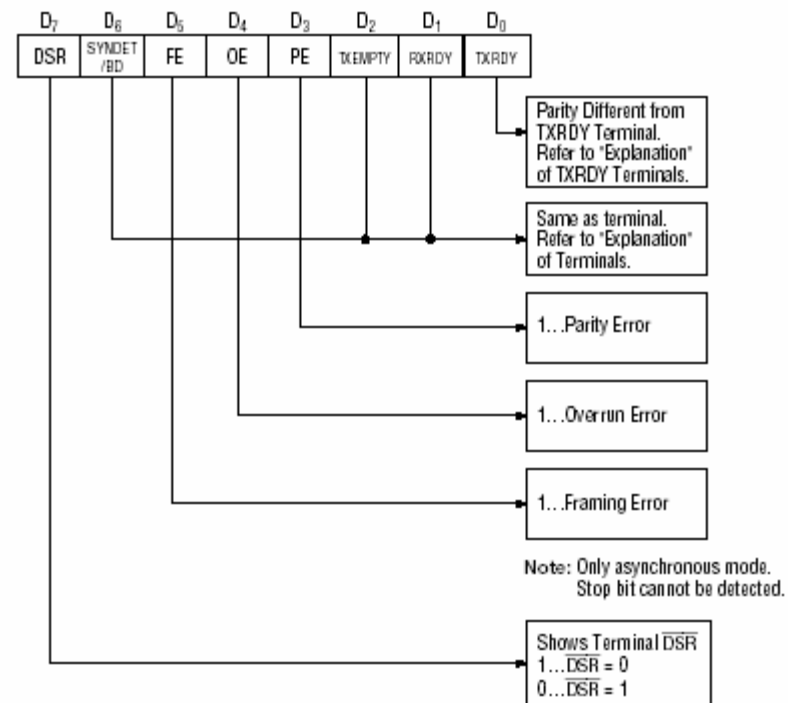 D₇ D₆ D₅ D₄ D₃ D₂ D₁ D₀
DSR SYNDET /BD FE OE PE TXEMPTY RXRDY TXRDY
Parity Different from
TXRDY Terminal.
Refer to "Explanation"
of TXRDY Terminals.
Same as terminal.
Refer to "Explanation"
of Terminals.
1...Parity Error
1...Overrun Error
1...Framing Error
Note: Only asynchronous mode.
Stop bit cannot be detected.
Shows Terminal D̅S̅R̅
1...D̅S̅R̅ = 0
0...D̅S̅R̅ = 1